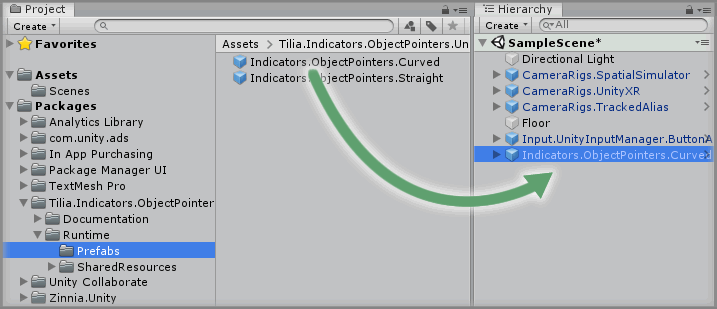 Project
Create
Favorites
Assets
Scenes
Packages
Analytics Library
com.unity.ads
In App Purchasing
Package Manager UI
TextMesh Pro
Tilia.Indicators.ObjectPointer
Documentation
Runtime
Prefabs
SharedResources
Unity Collaborate
Zinnia.Unity
Assets Tilia.Indicators.ObjectPointers.Un
Indicators.ObjectPointers.Curved
Indicators.ObjectPointers.Straight
Hierarchy
Create All
SampleScene*
Directional Light
CameraRigs.SpatialSimulator
CameraRigs.UnityXR
CameraRigs.TrackedAlias
Floor
Input.UnityInputManager.ButtonA
Indicators.ObjectPointers.Curved